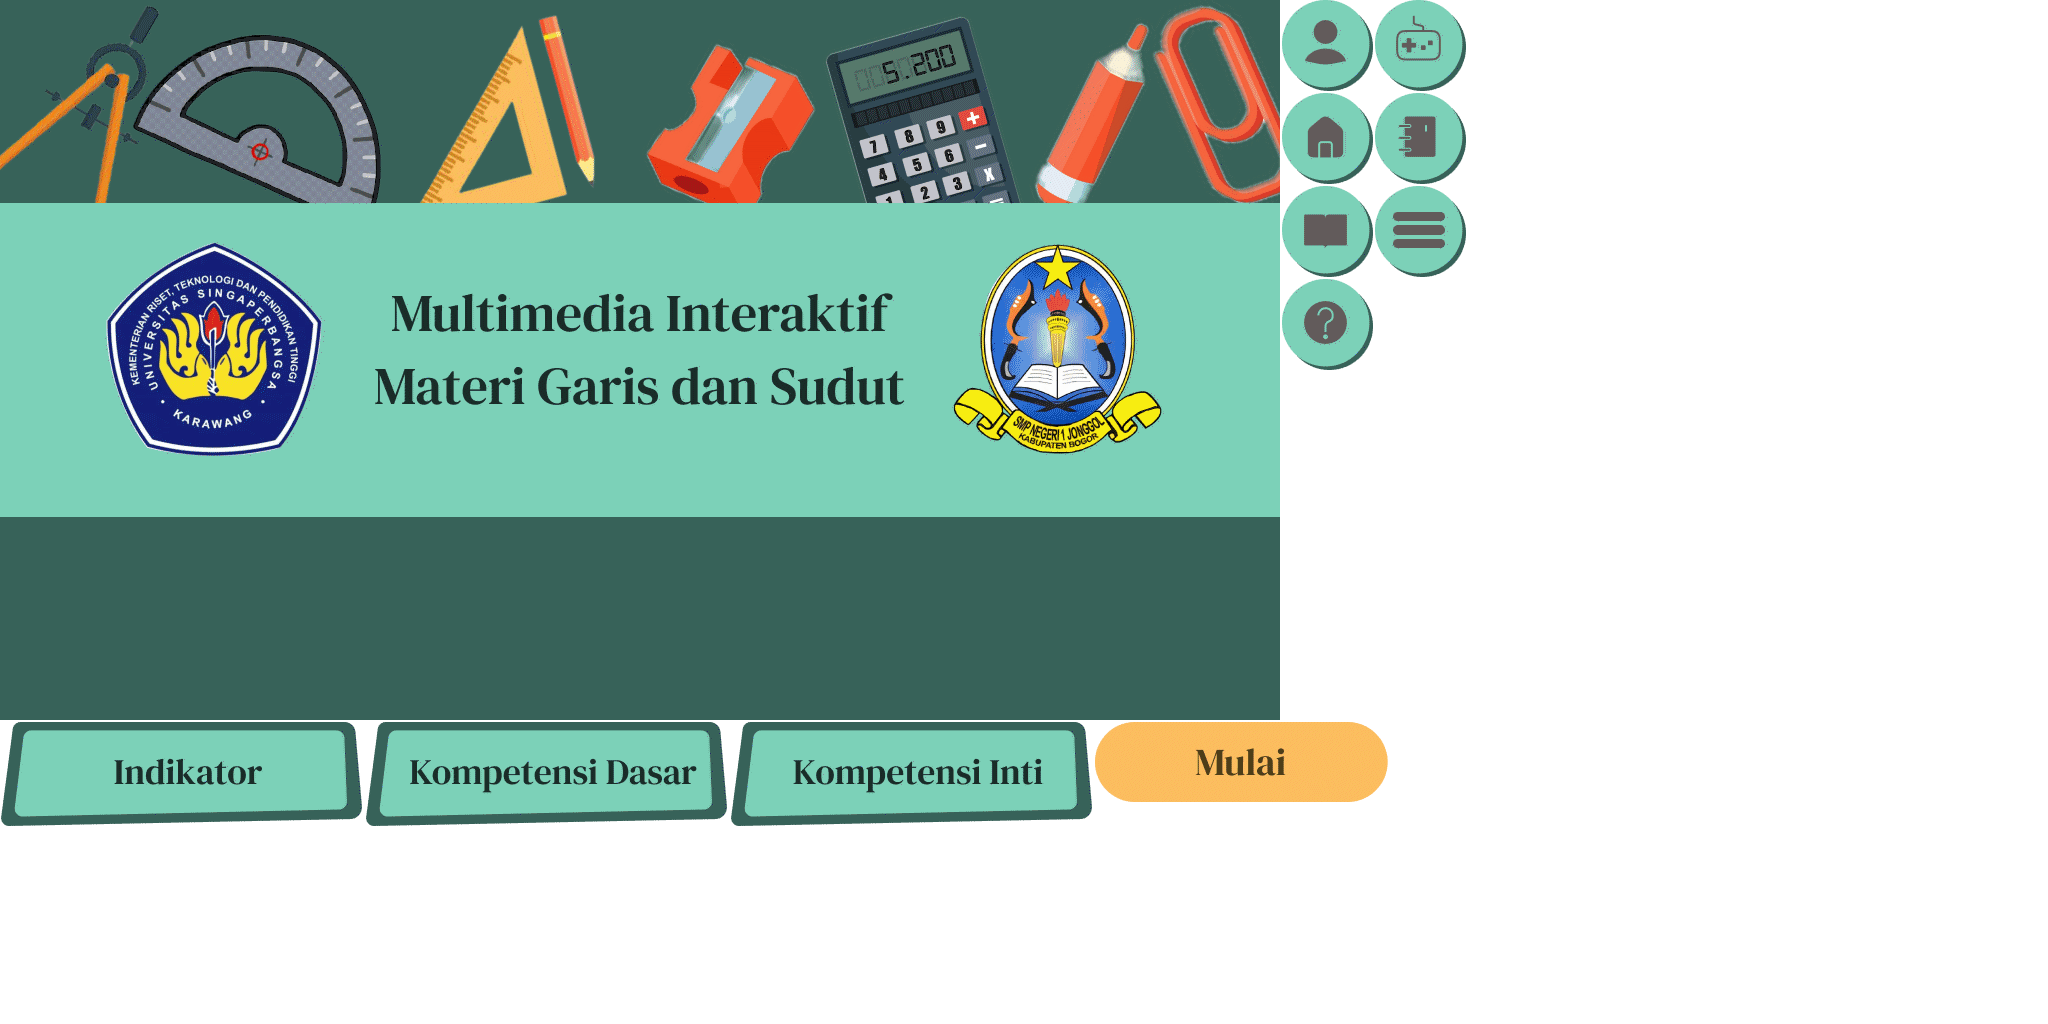 5.200
7 8 9 +
4 5 6 -
1 2 3 X
KEMENTERIAN RISET, TEKNOLOGI DAN PENDIDIKAN TINGGI
UNIVERSITAS SINGAPERBANGSA
• KARAWANG •
Multimedia Interaktif
Materi Garis dan Sudut
SMP NEGERI 1 JONGGOL
KABUPATEN BOGOR
?
Indikator
Kompetensi Dasar
Kompetensi Inti
Mulai